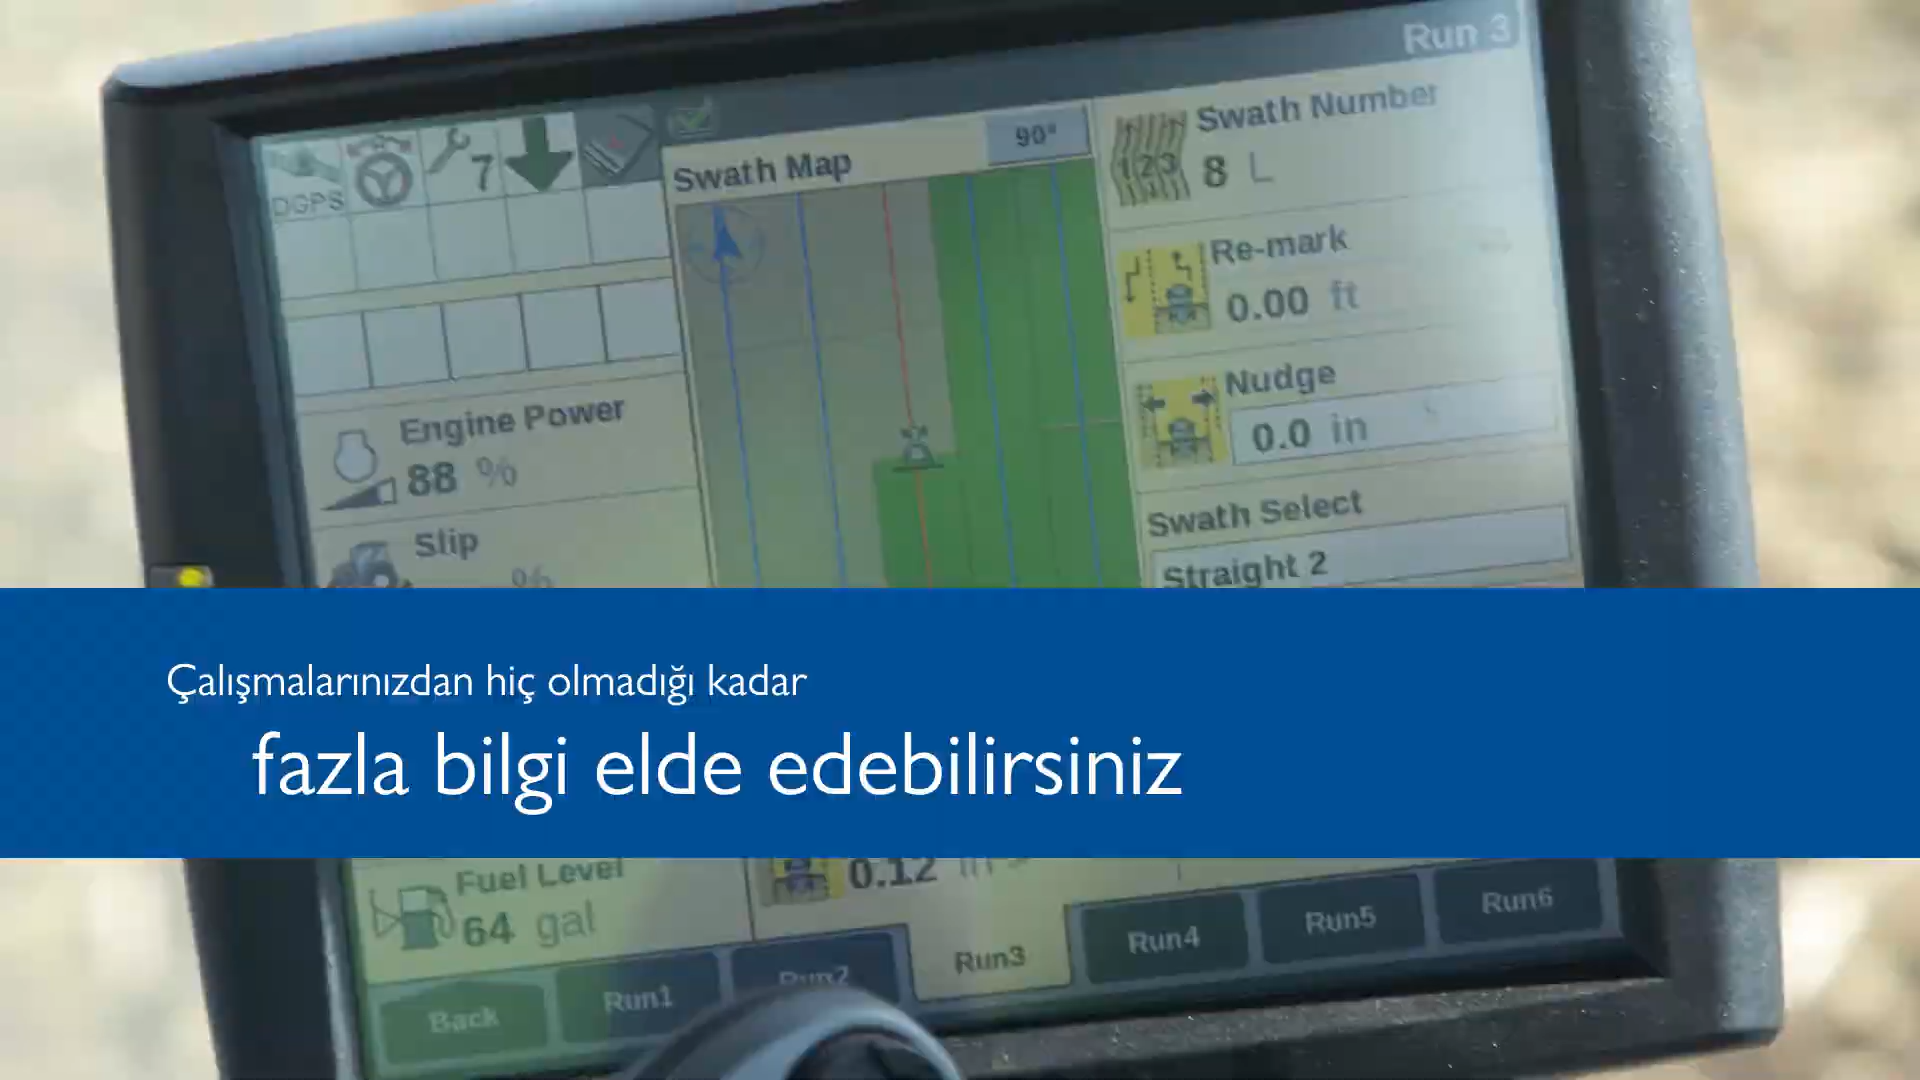 Run 3
DGPS
7
Swath Map
90°
Swath Number
123
8 L
Re-mark
0.00 ft
Nudge
0.0 in
Engine Power
88 %
Slip
%
Swath Select
Straight 2
Çalışmalarınızdan hiç olmadığı kadar
fazla bilgi elde edebilirsiniz
Fuel Level
64 gal
0.12
Back
Run1
Run2
Run3
Run4
Run5
Run6